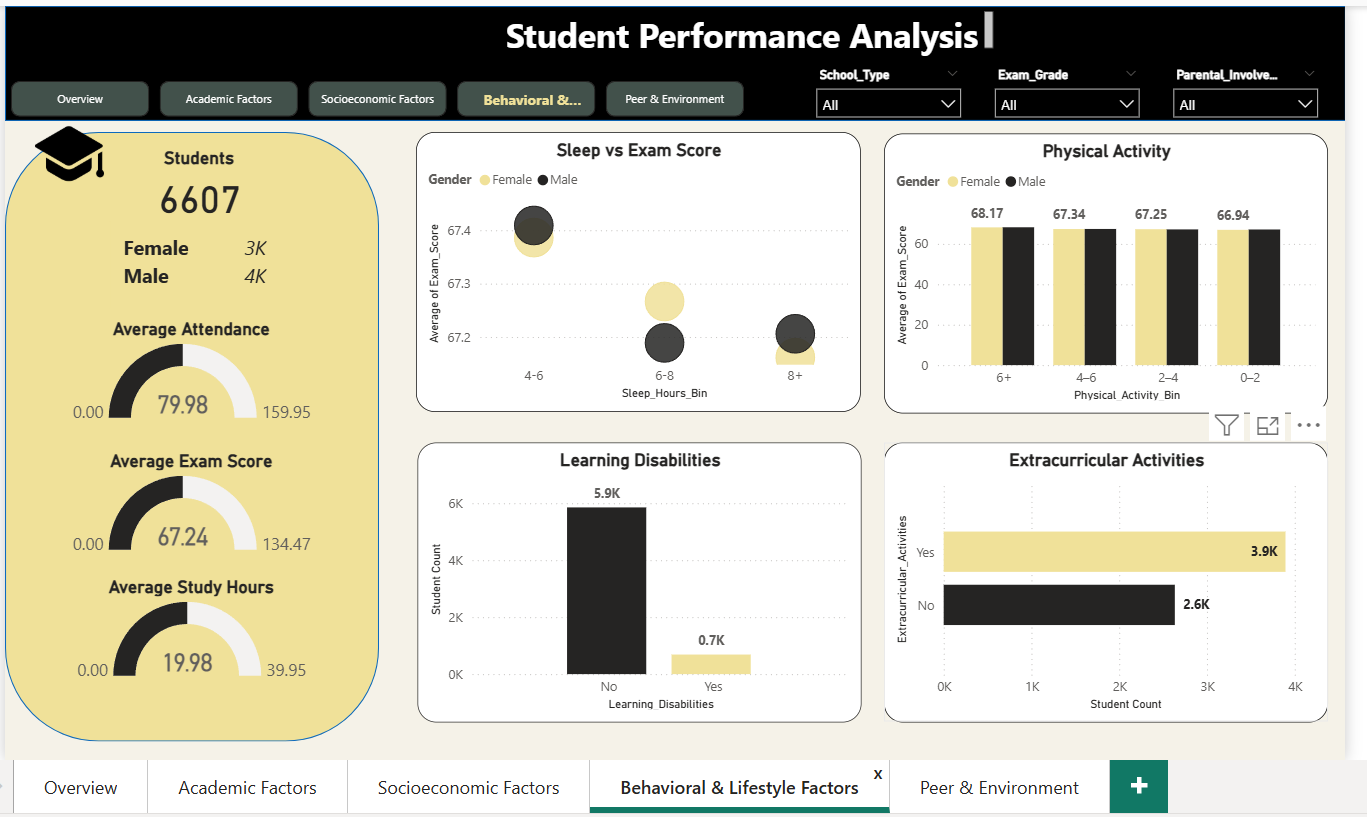 Student Performance Analysis
Overview
Academic Factors
Socioeconomic Factors
Behavioral &...
Peer & Environment
School_Type
All
Exam_Grade
All
Parental_Involve...
All
Students
6607
Female 3K
Male 4K
Average Attendance
79.98
0.00 159.95
Average Exam Score
67.24
0.00 134.47
Average Study Hours
19.98
0.00 39.95
Sleep vs Exam Score
Gender Female Male
Average of Exam_Score
67.4
67.3
67.2
4-6 6-8 8+
Sleep_Hours_Bin
Physical Activity
Gender Female Male
Average of Exam_Score
68.17 67.34 67.25 66.94
60
40
20
0
6+ 4–6 2–4 0–2
Physical_Activity_Bin
Learning Disabilities
Student Count
5.9K
6K
4K
2K
0.7K
0K
No Yes
Learning_Disabilities
Extracurricular Activities
Extracurricular_Activities
Yes 3.9K
No 2.6K
0K 1K 2K 3K 4K
Student Count
Overview
Academic Factors
Socioeconomic Factors
Behavioral & Lifestyle Factors
x
Peer & Environment
+